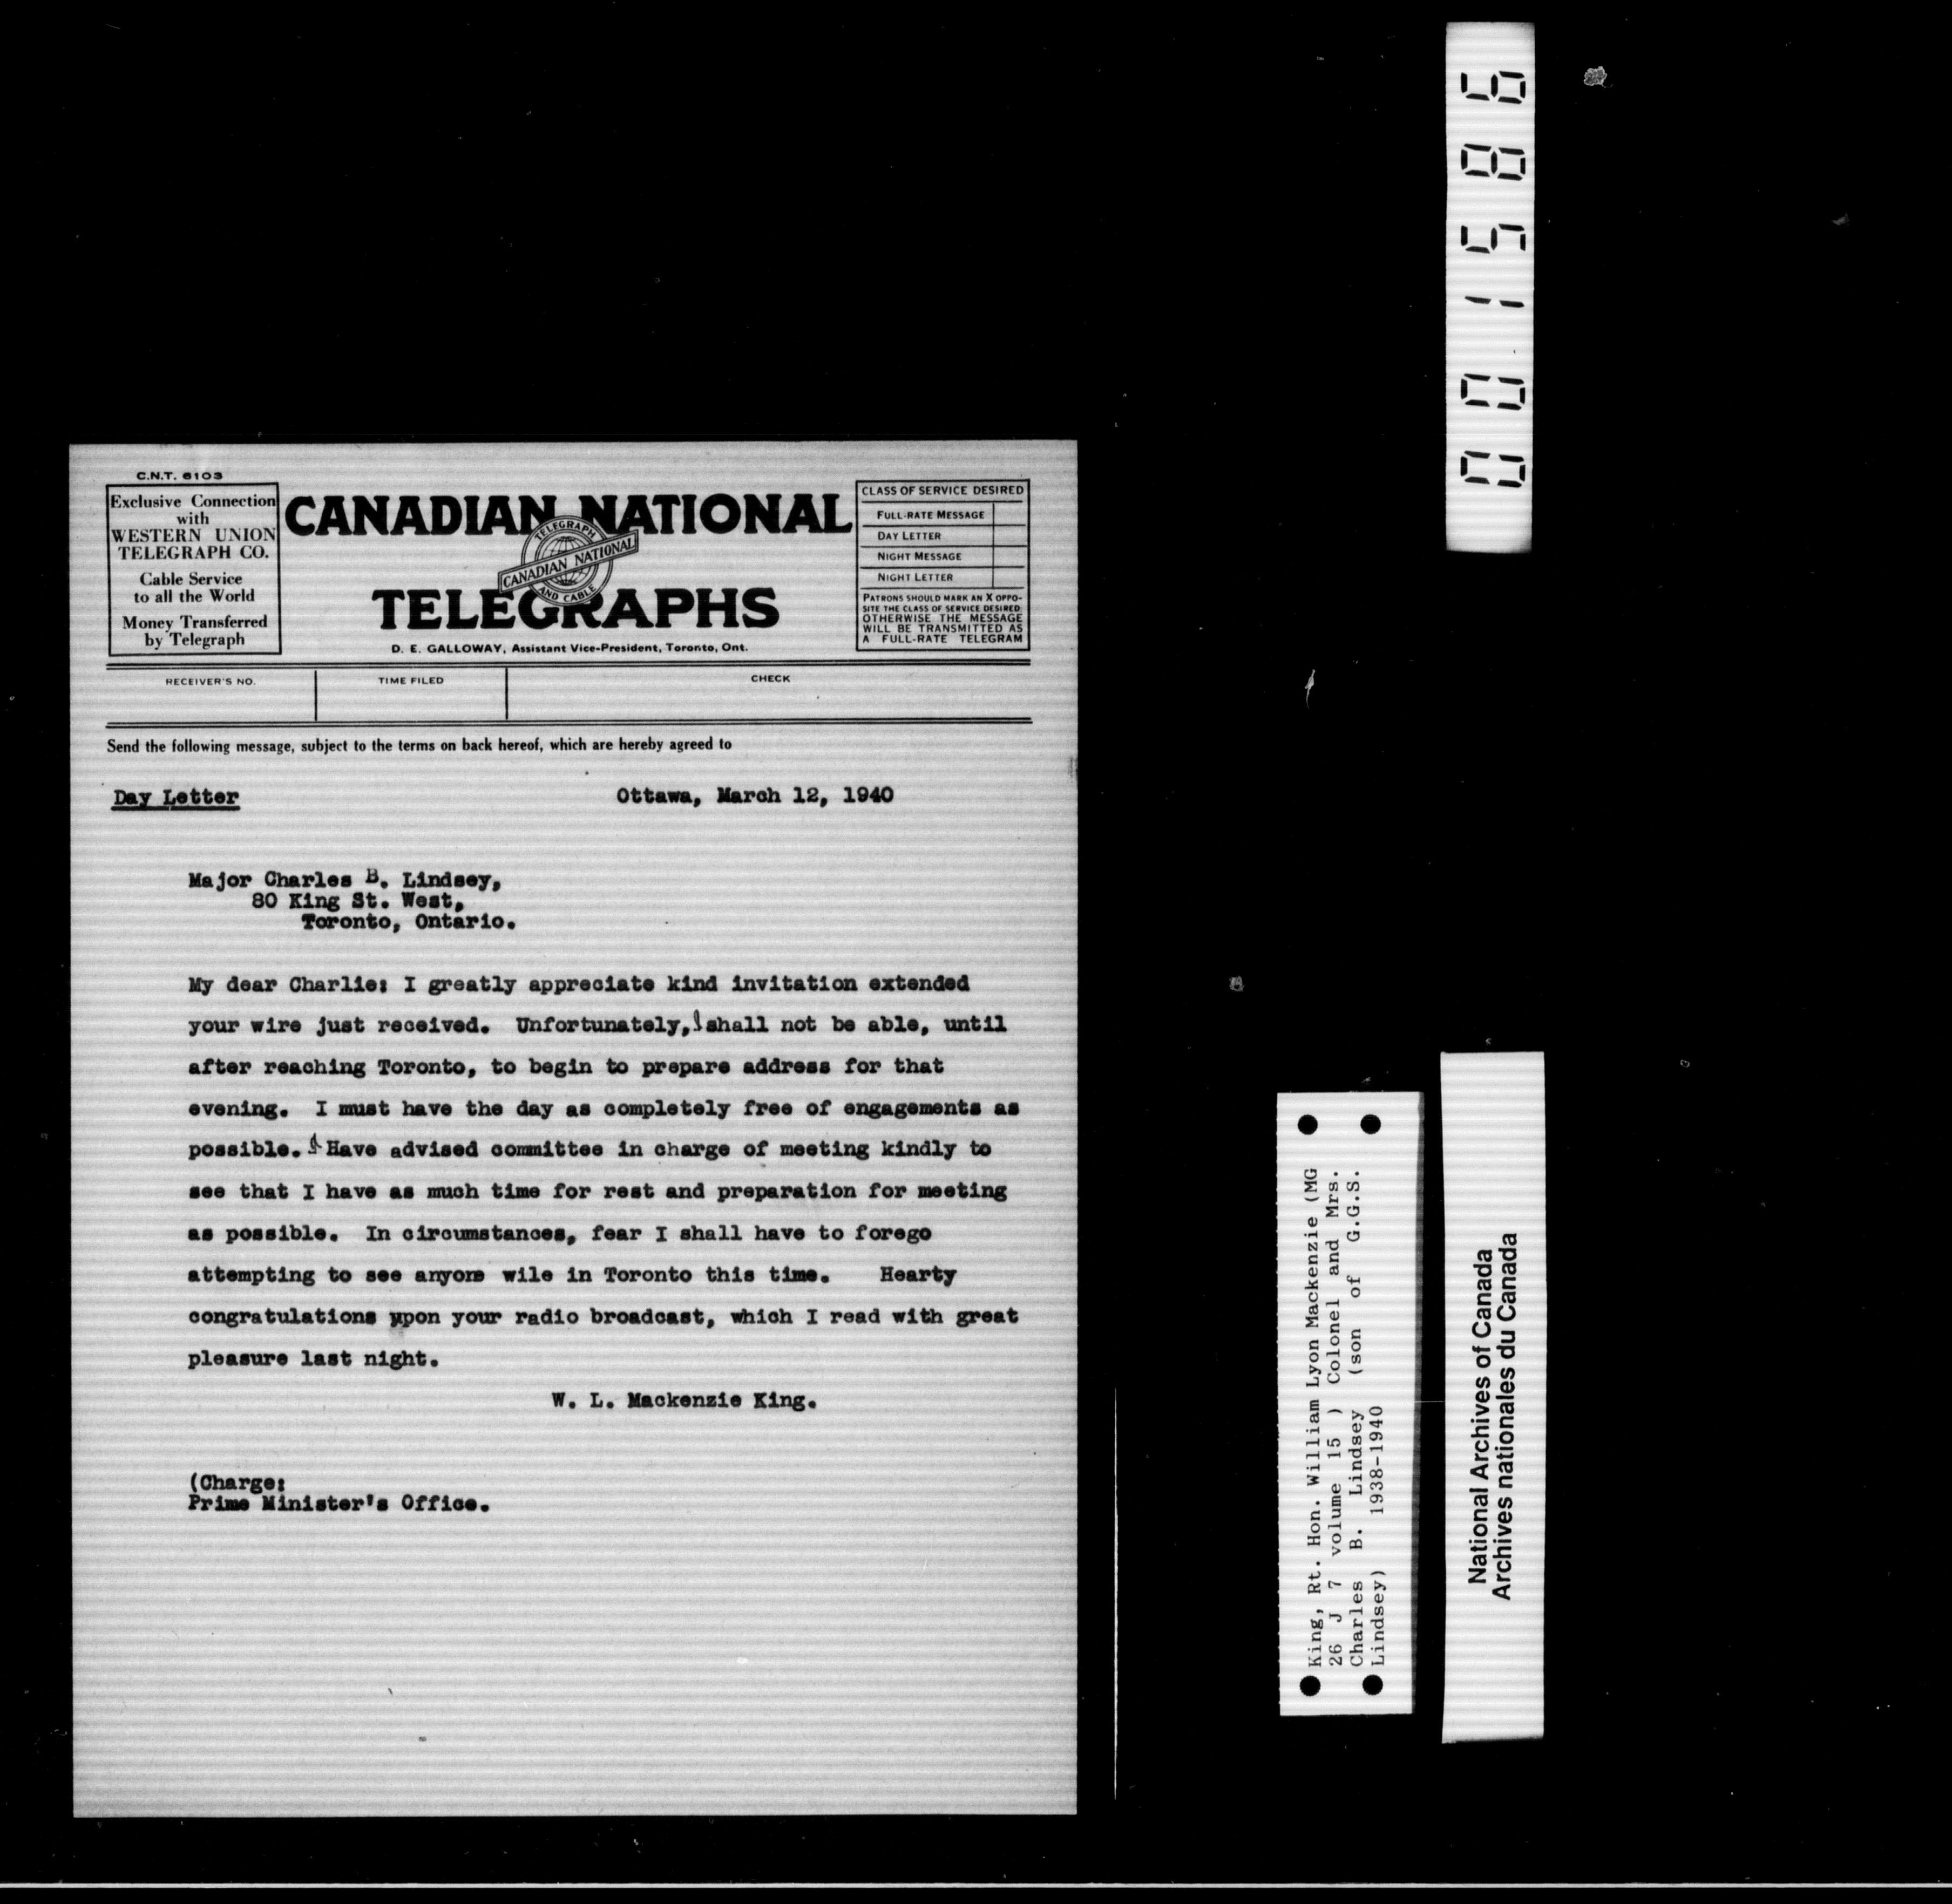 C.N.T. 6103
Exclusive Connection
with
WESTERN UNION
TELEGRAPH CO.
Cable Service
to all the World
Money Transferred
by Telegraph
CANADIAN NATIONAL
TELEGRAPH
CANADIAN NATIONAL
AND CABLE
TELEGRAPHS
D. E. GALLOWAY, Assistant Vice-President, Toronto, Ont.
CLASS OF SERVICE DESIRED
FULL-RATE MESSAGE
DAY LETTER
NIGHT MESSAGE
NIGHT LETTER
PATRONS SHOULD MARK AN X OPPO-
SITE THE CLASS OF SERVICE DESIRED;
OTHERWISE THE MESSAGE
WILL BE TRANSMITTED AS
A FULL-RATE TELEGRAM
RECEIVER'S NO. TIME FILED CHECK
Send the following message, subject to the terms on back hereof, which are hereby agreed to
Day Letter Ottawa, March 12, 1940
Major Charles B. Lindsey,
80 King St. West,
Toronto, Ontario.
My dear Charlie: I greatly appreciate kind invitation extended
your wire just received. Unfortunately, I shall not be able, until
after reaching Toronto, to begin to prepare address for that
evening. I must have the day as completely free of engagements as
possible. I Have advised committee in charge of meeting kindly to
see that I have as much time for rest and preparation for meeting
as possible. In circumstances, fear I shall have to forego
attempting to see anyone wile in Toronto this time. Hearty
congratulations upon your radio broadcast, which I read with great
pleasure last night.
W. L. Mackenzie King.
(Charge:
Prime Minister's Office.
001586
King, Rt. Hon. William Lyon Mackenzie (MG
26 J 7 volume 15 ) Colonel and Mrs.
Charles B. Lindsey (son of G.G.S.
Lindsey) 1938-1940
National Archives of Canada
Archives nationales du Canada